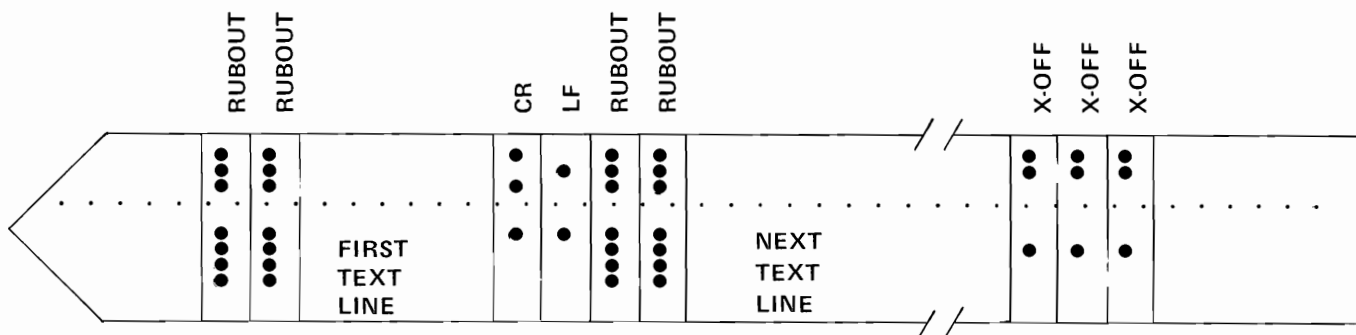 RUBOUT
RUBOUT
CR
LF
RUBOUT
RUBOUT
X-OFF
X-OFF
X-OFF
FIRST
TEXT
LINE
NEXT
TEXT
LINE